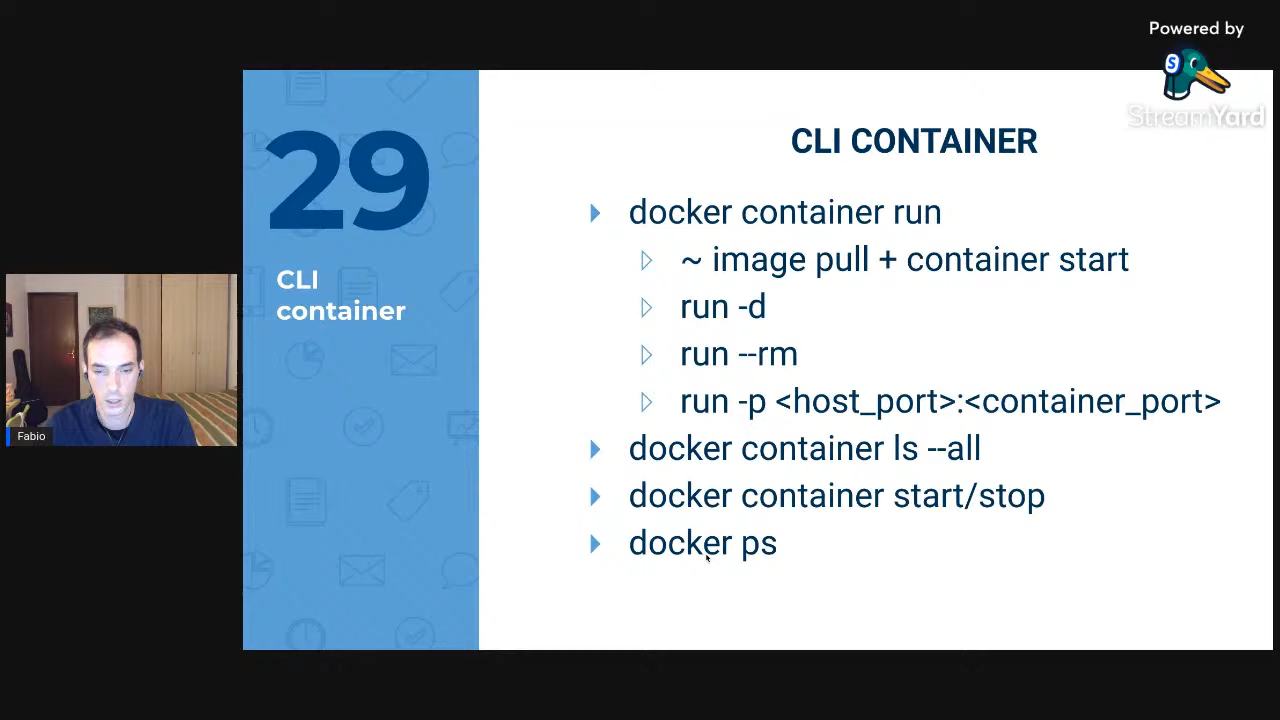 Powered by
StreamYard
29
CLI
container
CLI CONTAINER
docker container run
~ image pull + container start
run -d
run --rm
run -p <host_port>:<container_port>
docker container ls --all
docker container start/stop
docker ps
Fabio